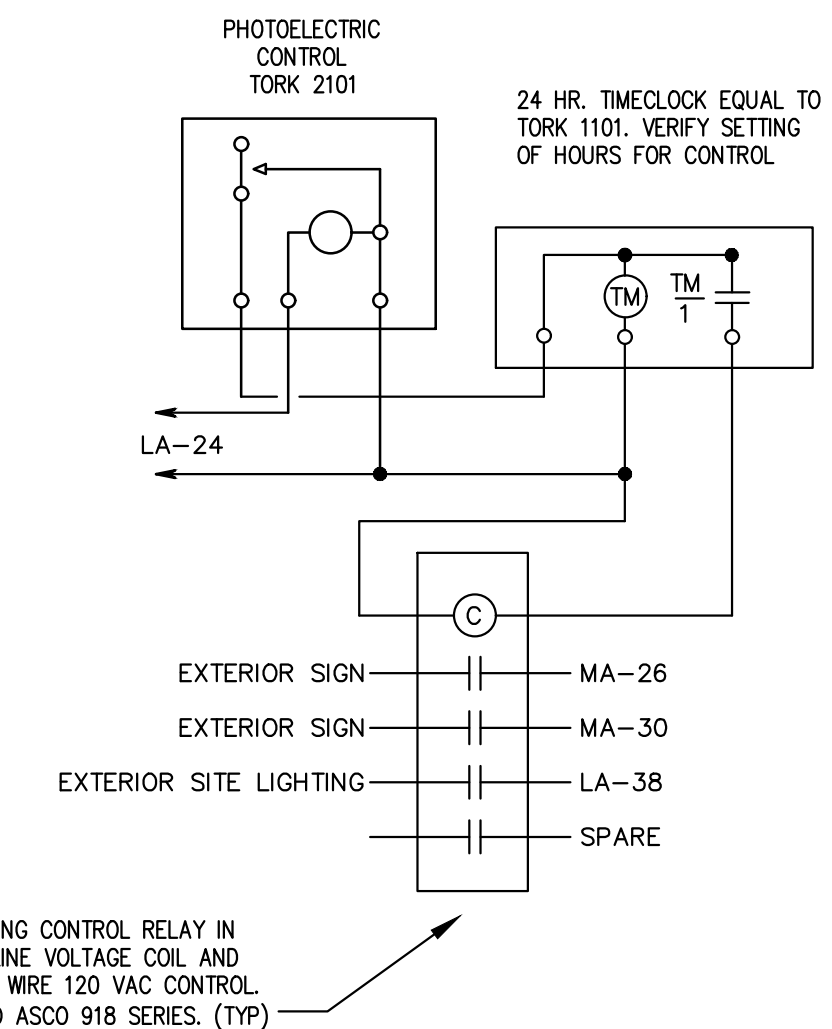 PHOTOELECTRIC
CONTROL
TORK 2101
24 HR. TIMECLOCK EQUAL TO
TORK 1101. VERIFY SETTING
OF HOURS FOR CONTROL
TM
TM
1
LA-24
C
EXTERIOR SIGN MA-26
EXTERIOR SIGN MA-30
EXTERIOR SITE LIGHTING LA-38
SPARE
CONTROL RELAY IN
VOLTAGE COIL AND
WIRE 120 VAC CONTROL.
ASCO 918 SERIES. (TYP)